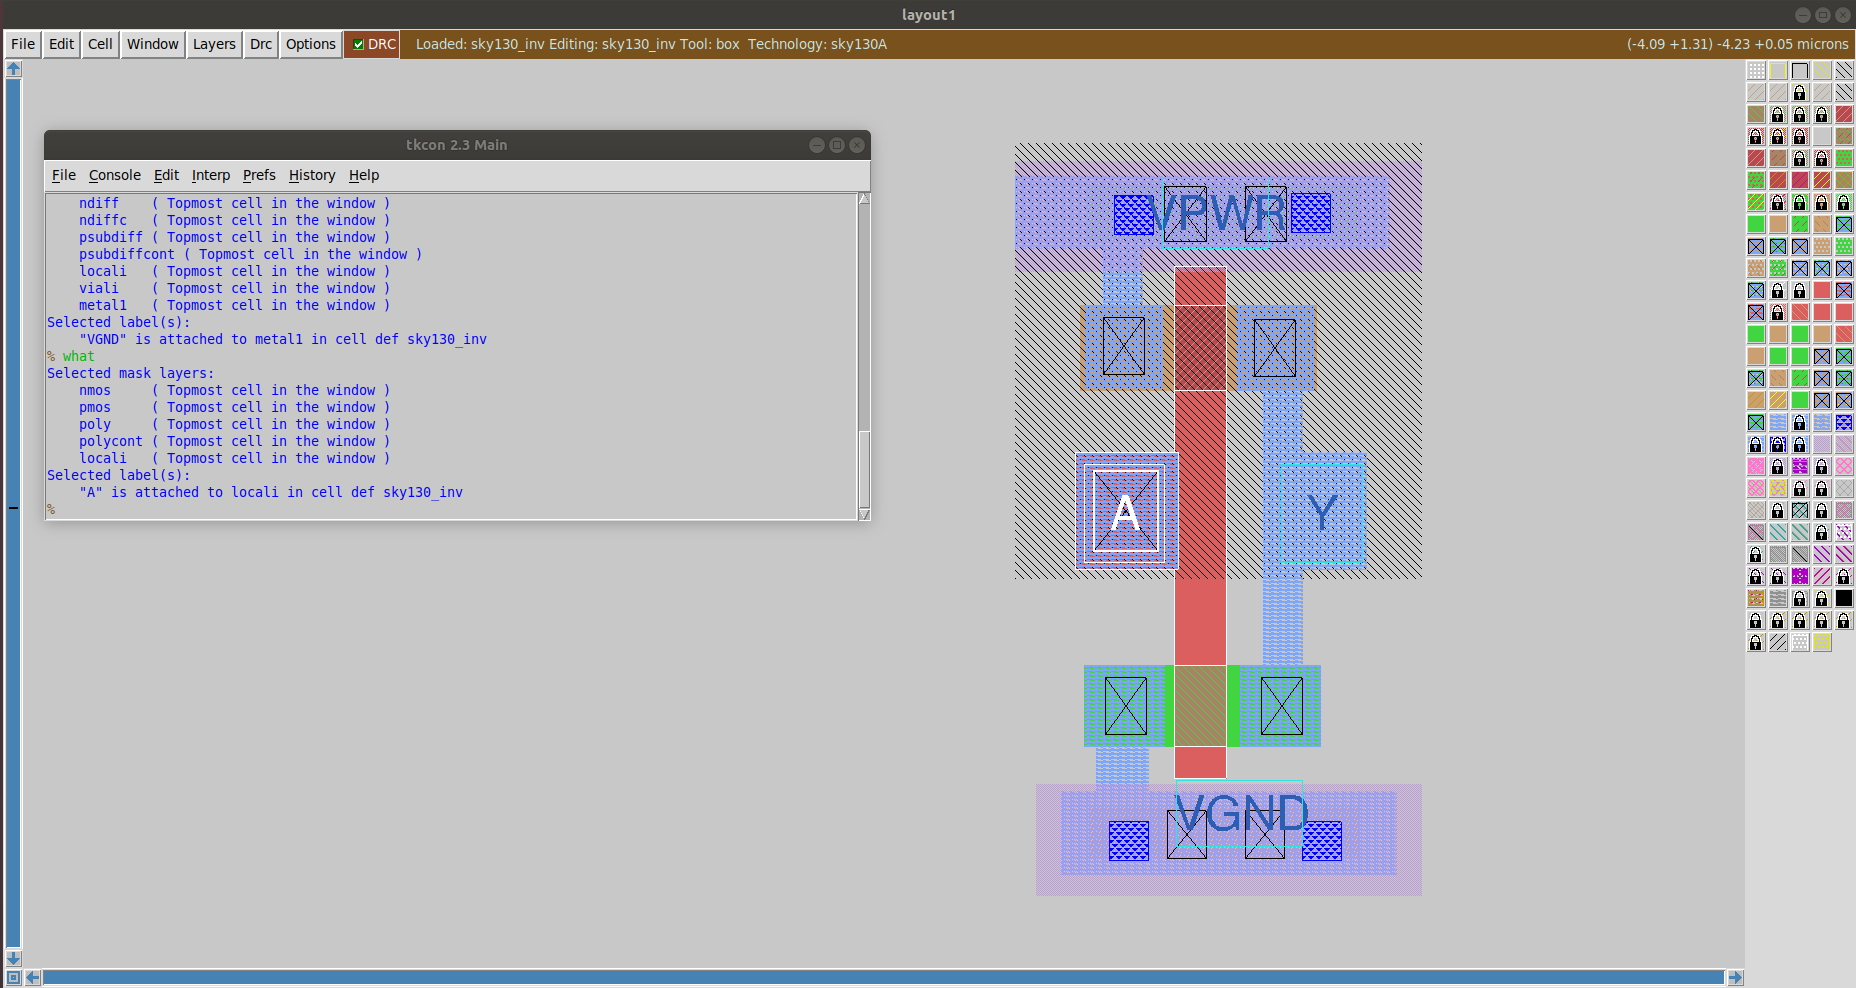 layout1
File Edit Cell Window Layers Drc Options DRC Loaded: sky130_inv Editing: sky130_inv Tool: box Technology: sky130A (-4.09 +1.31) -4.23 +0.05 microns
tkcon 2.3 Main
File Console Edit Interp Prefs History Help
ndiff ( Topmost cell in the window )
ndiffc ( Topmost cell in the window )
psubdiff ( Topmost cell in the window )
psubdiffcont ( Topmost cell in the window )
locali ( Topmost cell in the window )
viali ( Topmost cell in the window )
metal1 ( Topmost cell in the window )
Selected label(s):
"VGND" is attached to metal1 in cell def sky130_inv
% what
Selected mask layers:
nmos ( Topmost cell in the window )
pmos ( Topmost cell in the window )
poly ( Topmost cell in the window )
polycont ( Topmost cell in the window )
locali ( Topmost cell in the window )
Selected label(s):
"A" is attached to locali in cell def sky130_inv
%
VPWR
A
Y
VGND